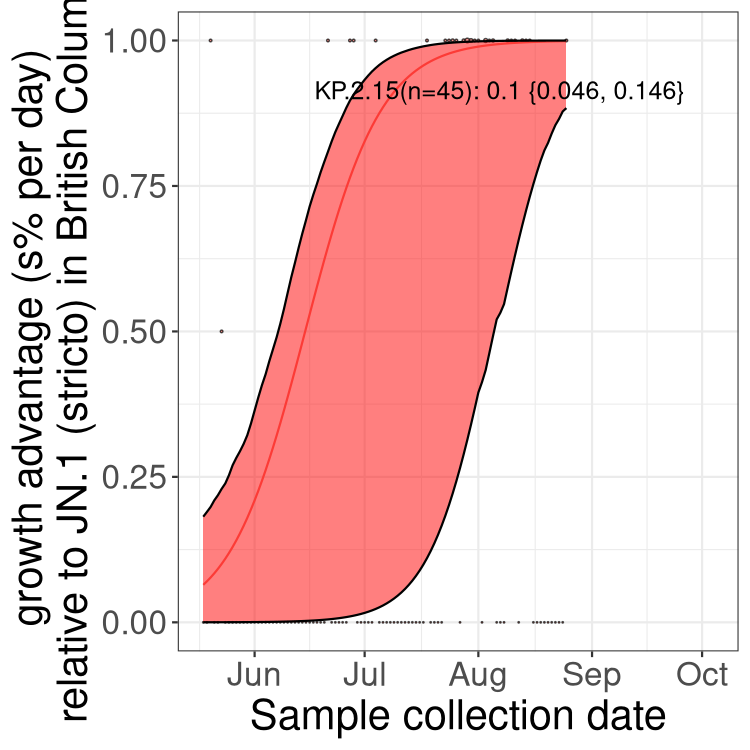 growth advantage (s% per day)
relative to JN.1 (stricto) in British Colum
1.00
0.75
0.50
0.25
0.00
KP.2.15(n=45): 0.1 {0.046, 0.146}
Jun Jul Aug Sep Oct
Sample collection date